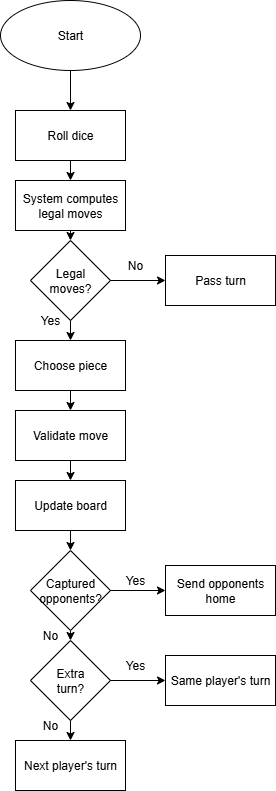 Start
Roll dice
System computes
legal moves
Legal
moves?
No
Pass turn
Yes
Choose piece
Validate move
Update board
Captured
opponents?
Yes
Send opponents
home
No
Extra
turn?
Yes
Same player's turn
No
Next player's turn